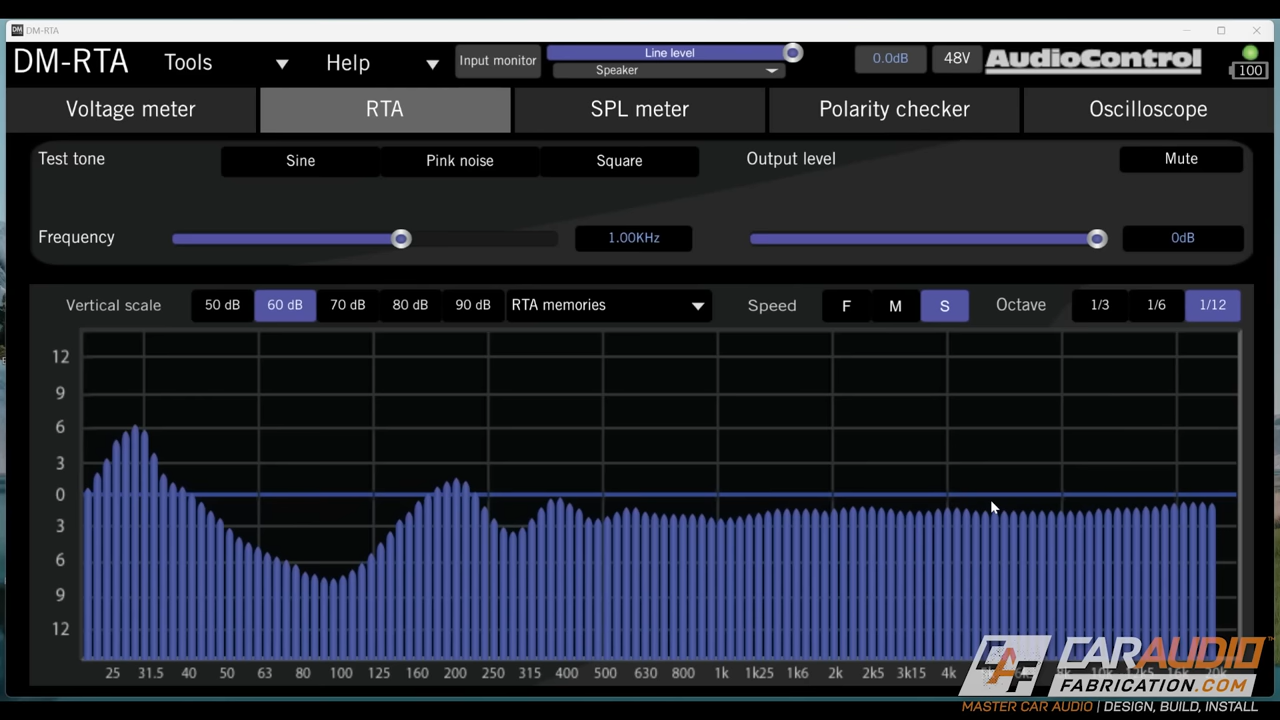 DM-RTA
DM-RTA Tools Help Input monitor Line level 0.0dB 48V AudioControl 100
Speaker
Voltage meter RTA SPL meter Polarity checker Oscilloscope
Test tone Sine Pink noise Square Output level Mute
Frequency 1.00KHz 0dB
Vertical scale 50 dB 60 dB 70 dB 80 dB 90 dB RTA memories Speed F M S Octave 1/3 1/6 1/12
12
9
6
3
0
3
6
9
12
25 31.5 40 50 63 80 100 125 160 200 250 315 400 500 630 800 1k 1k25 1k6 2k 2k5 3k15 4k
CAF CARAUDIO™
FABRICATION.COM
MASTER CAR AUDIO | DESIGN, BUILD, INSTALL